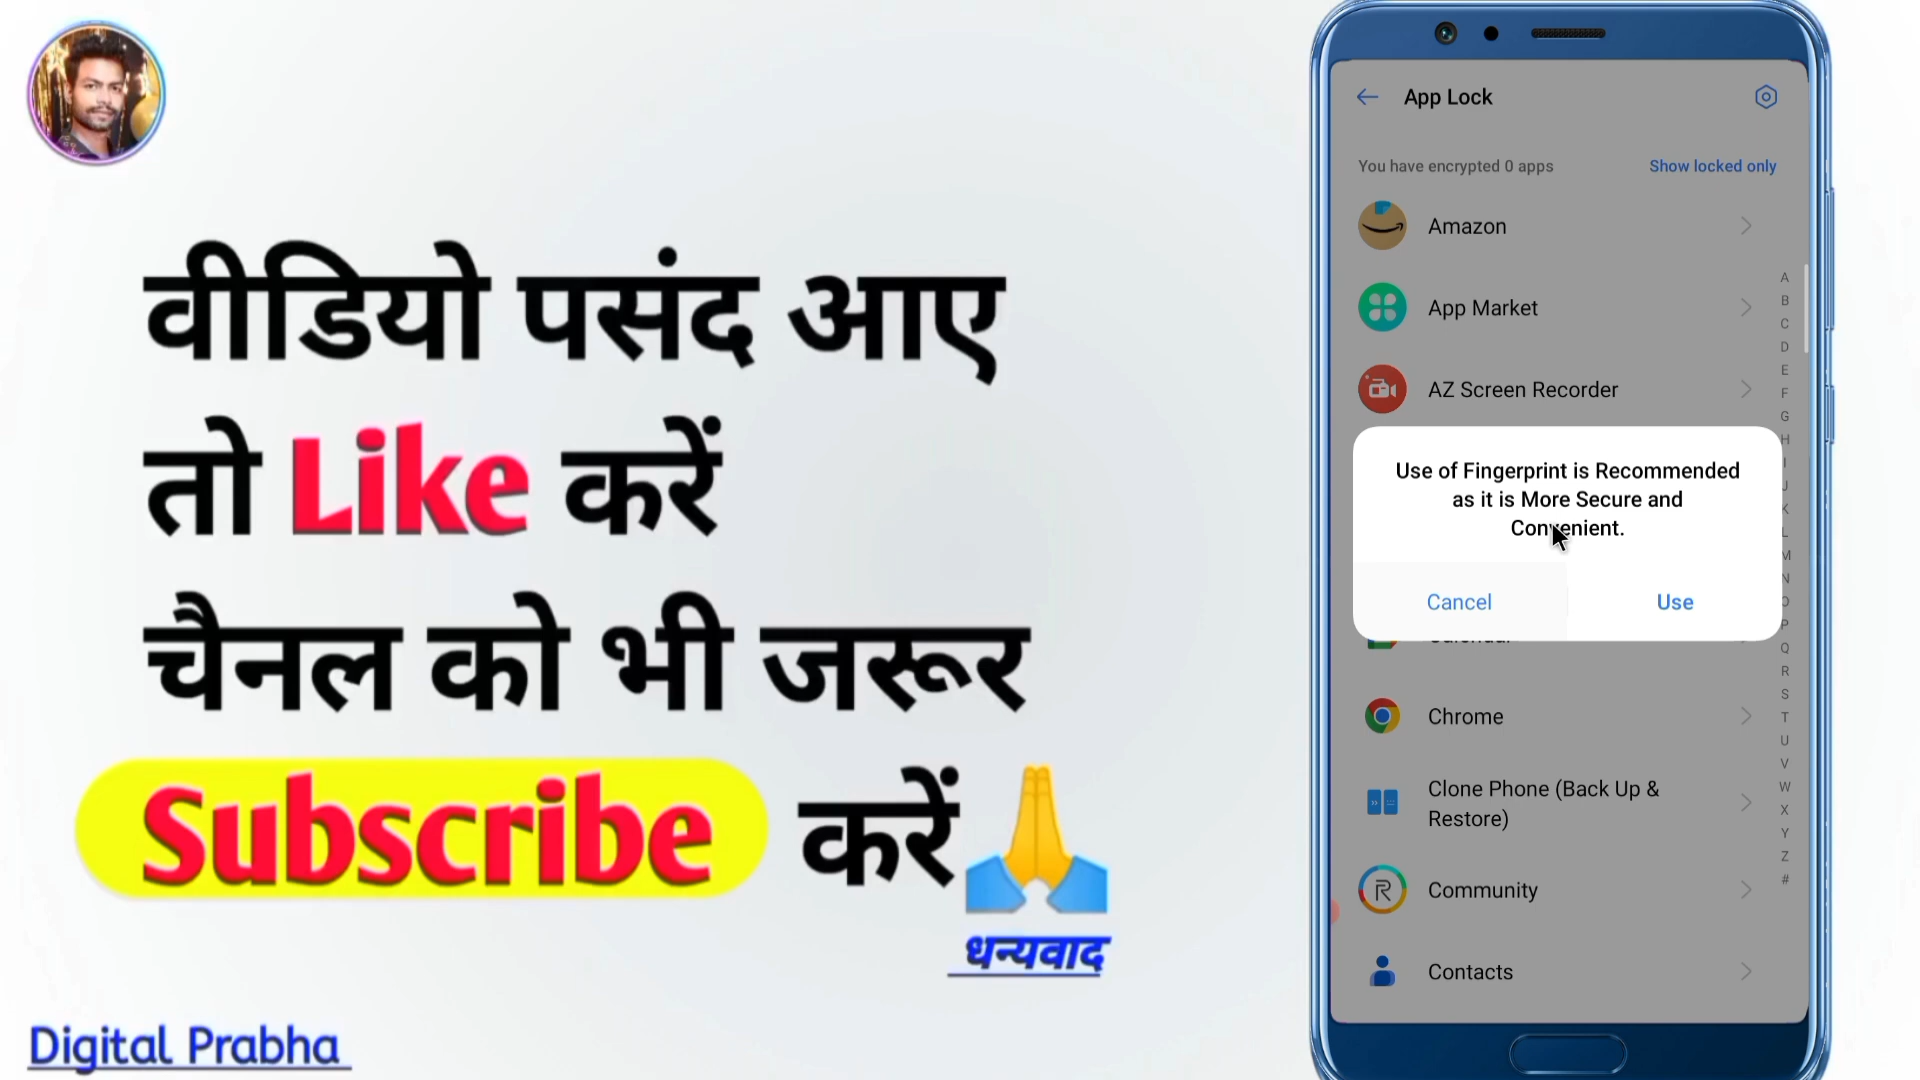 वीडियो पसंद आए
तो Like करें
चैनल को भी जरूर
Subscribe करें
धन्यवाद
Digital Prabha
App Lock
You have encrypted 0 apps
Show locked only
Amazon
App Market
AZ Screen Recorder
Use of Fingerprint is Recommended
as it is More Secure and
Convenient.
Cancel
Use
Calendar
Chrome
Clone Phone (Back Up &
Restore)
Community
Contacts
A
B
C
D
E
F
G
H
I
J
K
L
M
N
O
P
Q
R
S
T
U
V
W
X
Y
Z
#